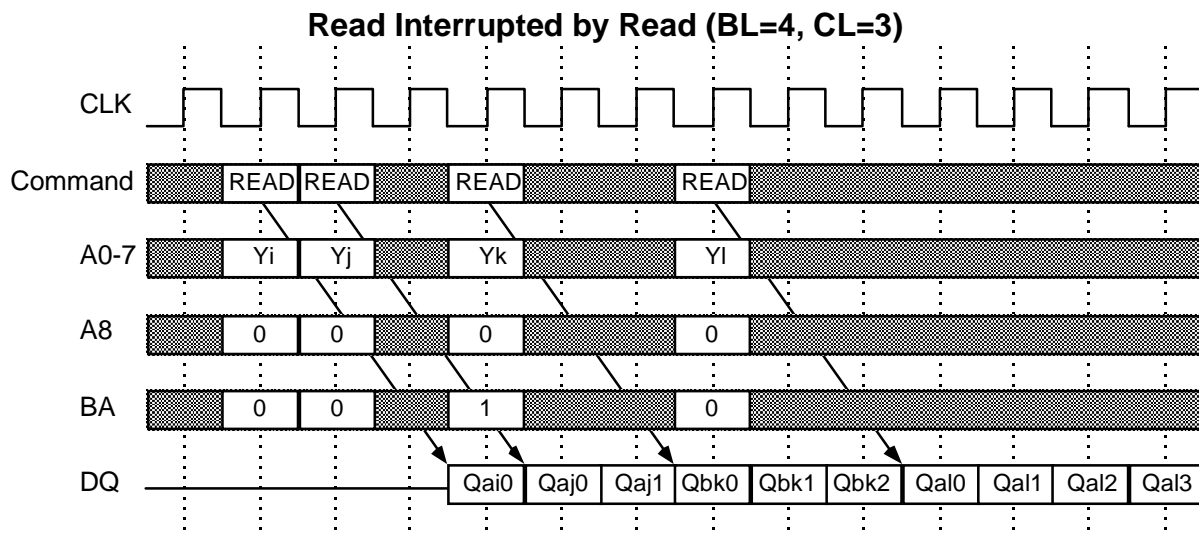 Read Interrupted by Read (BL=4, CL=3)
CLK
Command READ READ READ READ
A0-7 Yi Yj Yk Yl
A8 0 0 0 0
BA 0 0 1 0
DQ Qai0 Qaj0 Qaj1 Qbk0 Qbk1 Qbk2 Qal0 Qal1 Qal2 Qal3